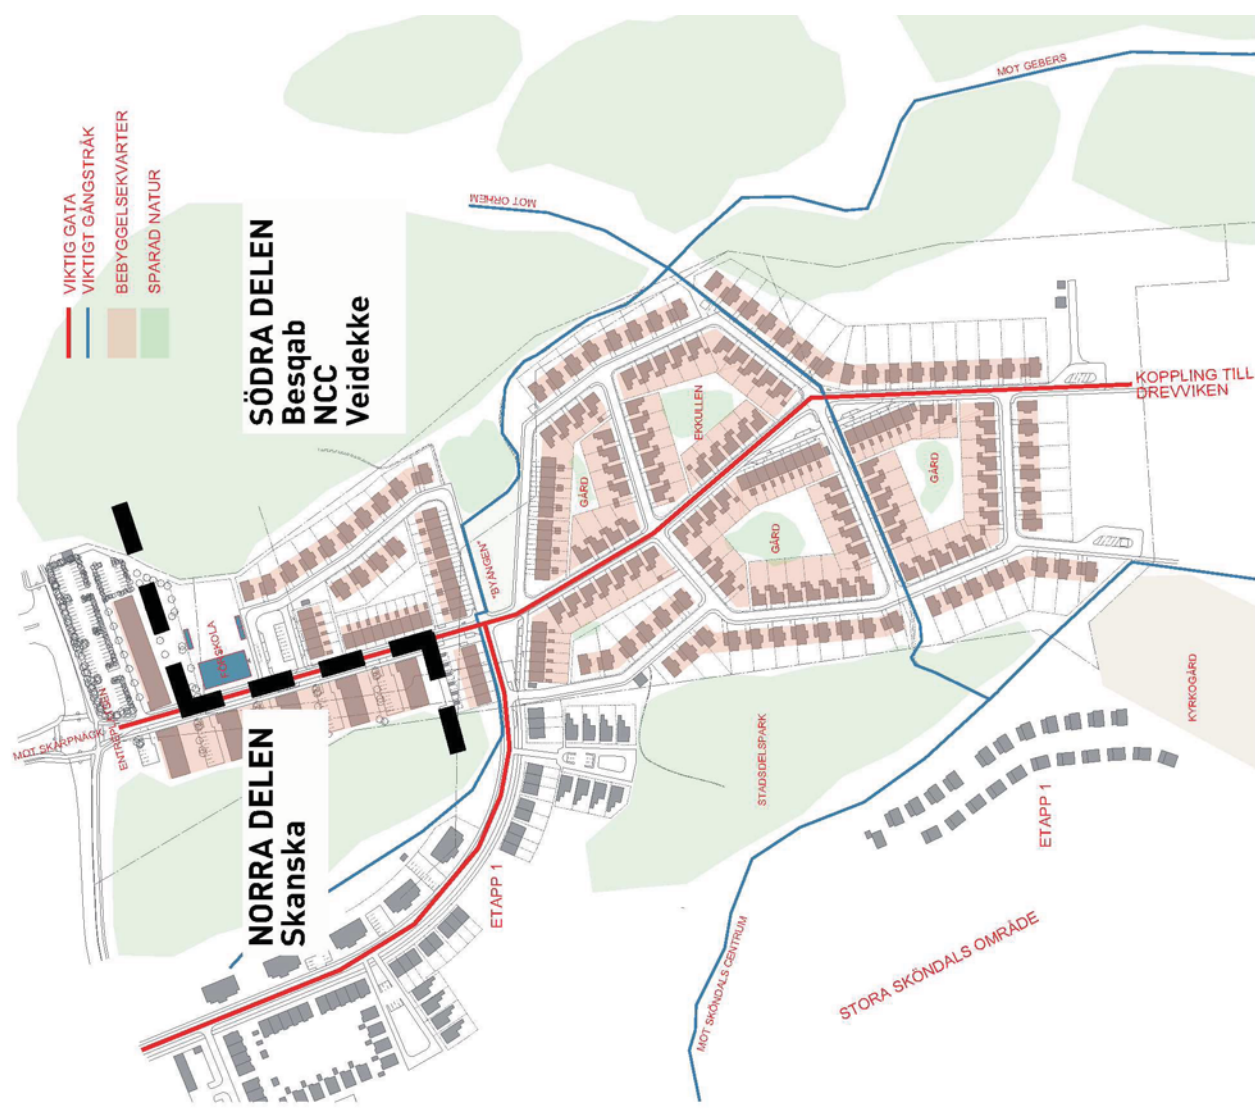 VIKTIG GATA
VIKTIGT GÅNGSTRÅK
BEBYGGELSEKVARTER
SPARAD NATUR
SÖDRA DELEN
Besqab
NCC
Veidekke
NORRA DELEN
Skanska
MOT GEBERS
MOT ORHEM
MOT SKARPNÄCK
FÖRSKOLA
"BYÄNGEN"
GÅRD
EKKULLEN
GÅRD
GÅRD
KOPPLING TILL
DREVVIKEN
STADSDELSPARK
KYRKOGÅRD
ETAPP 1
ETAPP 1
MOT SKÖNDALS CENTRUM
STORA SKÖNDALS OMRÅDE